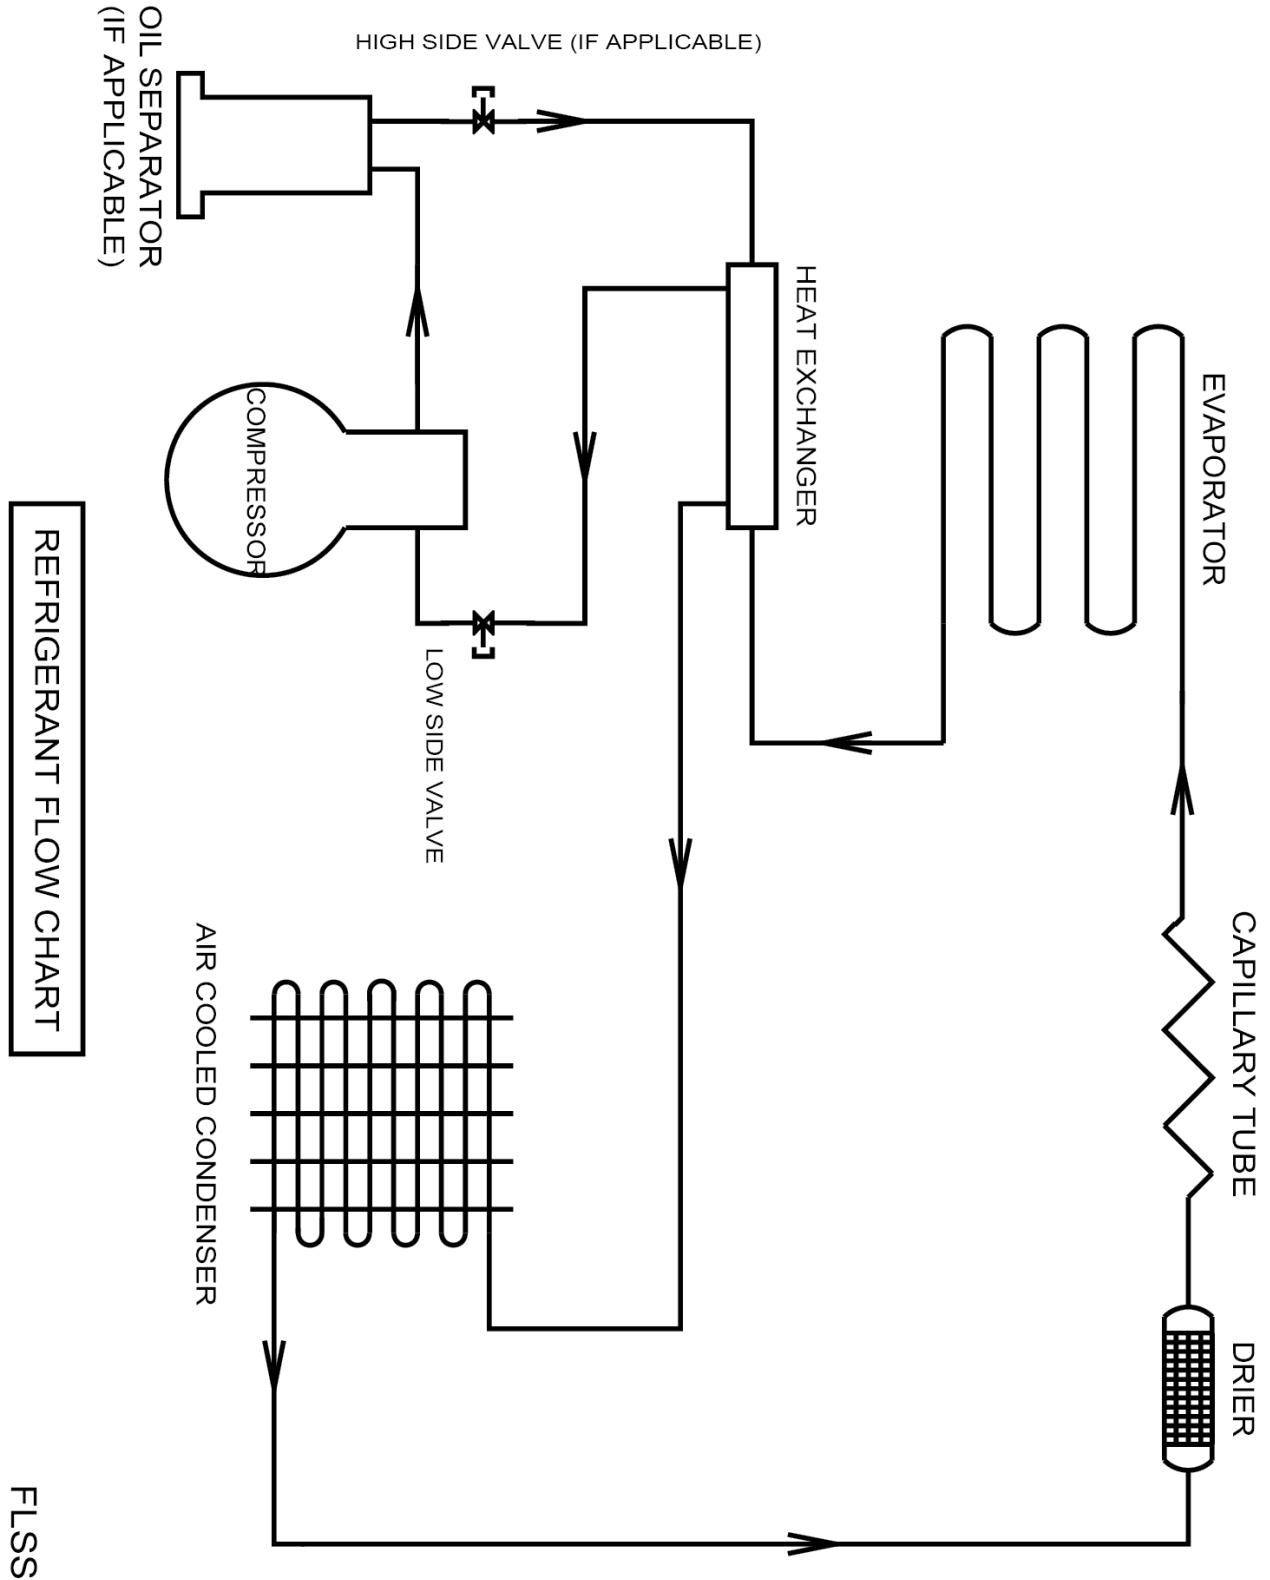 HIGH SIDE VALVE (IF APPLICABLE)
OIL SEPARATOR
(IF APPLICABLE)
HEAT EXCHANGER
EVAPORATOR
COMPRESSOR
LOW SIDE VALVE
CAPILLARY TUBE
AIR COOLED CONDENSER
DRIER
REFRIGERANT FLOW CHART
FLSS